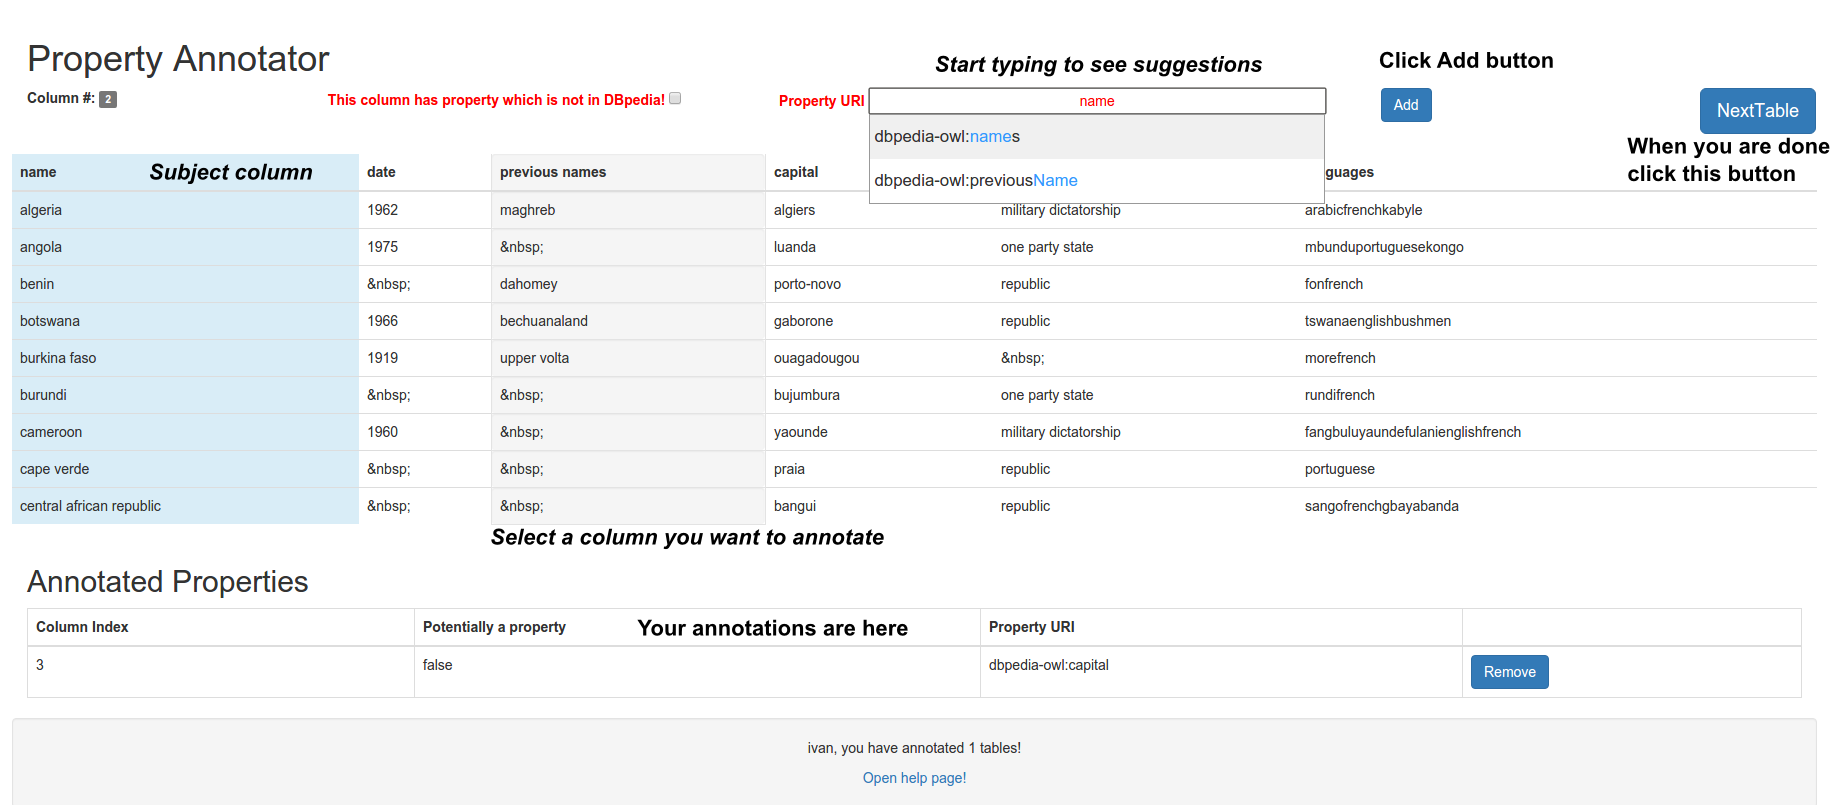 Property Annotator
Start typing to see suggestions
Click Add button
Column #: 2
This column has property which is not in DBpedia!
Property URI
name
Add
NextTable
dbpedia-owl:names
dbpedia-owl:previousName
When you are done
click this button
name Subject column date previous names capital guages
algeria 1962 maghreb algiers military dictatorship arabicfrenchkabyle
angola 1975 &nbsp; luanda one party state mbunduportuguesekongo
benin &nbsp; dahomey porto-novo republic fonfrench
botswana 1966 bechuanaland gaborone republic tswanaenglishbushmen
burkina faso 1919 upper volta ouagadougou &nbsp; morefrench
burundi &nbsp; &nbsp; bujumbura one party state rundifrench
cameroon 1960 &nbsp; yaounde military dictatorship fangbuluyaundefulanienglishfrench
cape verde &nbsp; &nbsp; praia republic portuguese
central african republic &nbsp; &nbsp; bangui republic sangofrenchgbayabanda
Select a column you want to annotate
Annotated Properties
Column Index Potentially a property Your annotations are here Property URI
3 false dbpedia-owl:capital Remove
ivan, you have annotated 1 tables!
Open help page!